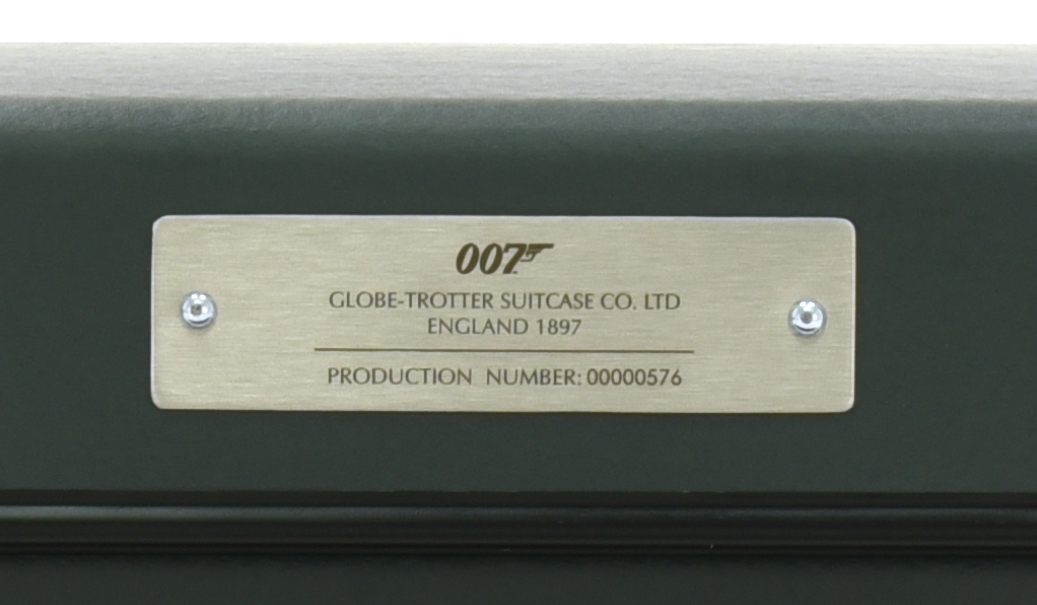 007
GLOBE-TROTTER SUITCASE CO. LTD
ENGLAND 1897
PRODUCTION NUMBER: 00000576